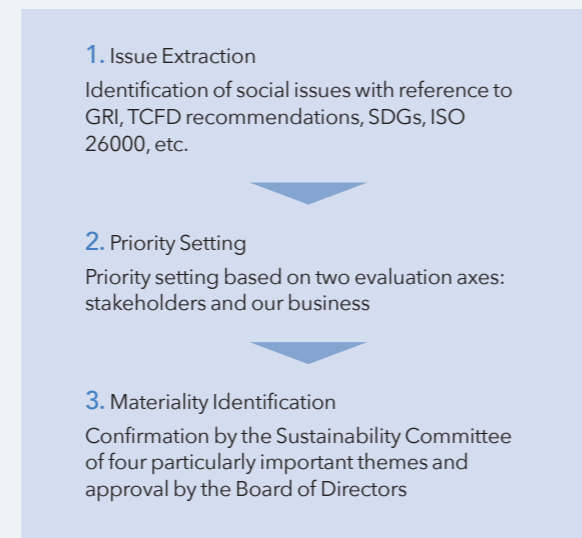 1. Issue Extraction
Identification of social issues with reference to
GRI, TCFD recommendations, SDGs, ISO
26000, etc.
2. Priority Setting
Priority setting based on two evaluation axes:
stakeholders and our business
3. Materiality Identification
Confirmation by the Sustainability Committee
of four particularly important themes and
approval by the Board of Directors